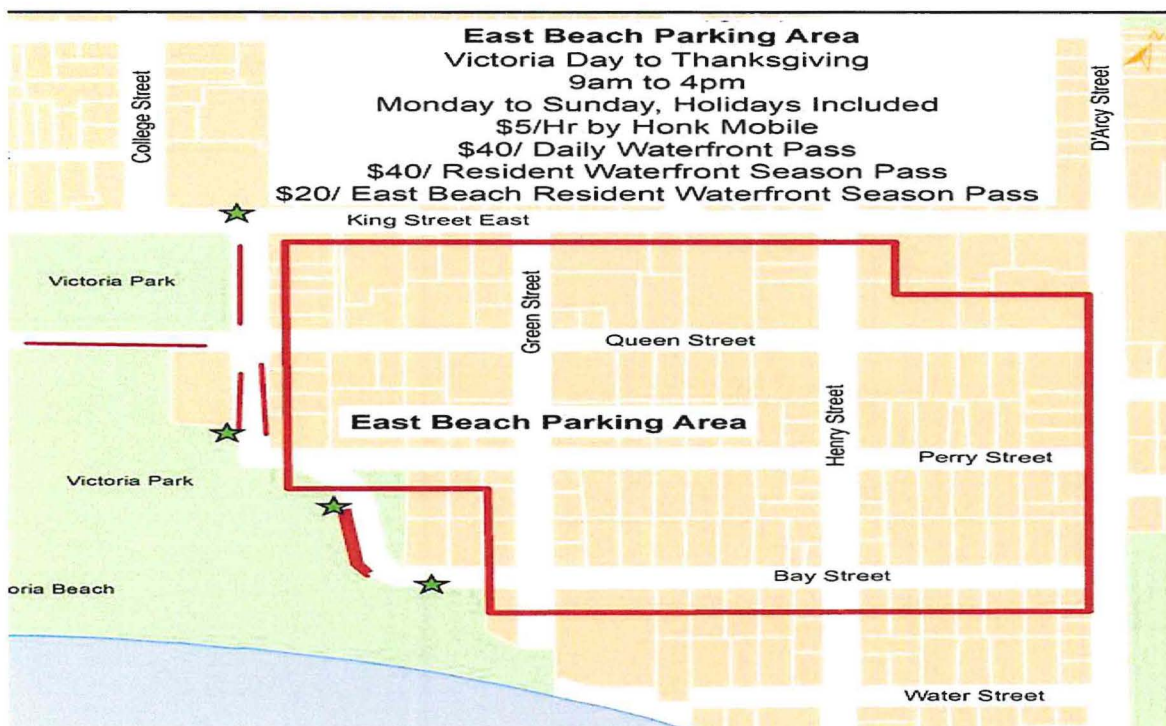 East Beach Parking Area
Victoria Day to Thanksgiving
9am to 4pm
Monday to Sunday, Holidays Included
$5/Hr by Honk Mobile
$40/ Daily Waterfront Pass
$40/ Resident Waterfront Season Pass
$20/ East Beach Resident Waterfront Season Pass
College Street
D'Arcy Street
King Street East
Victoria Park
Green Street
Queen Street
Henry Street
East Beach Parking Area
Perry Street
Victoria Park
Bay Street
oria Beach
Water Street